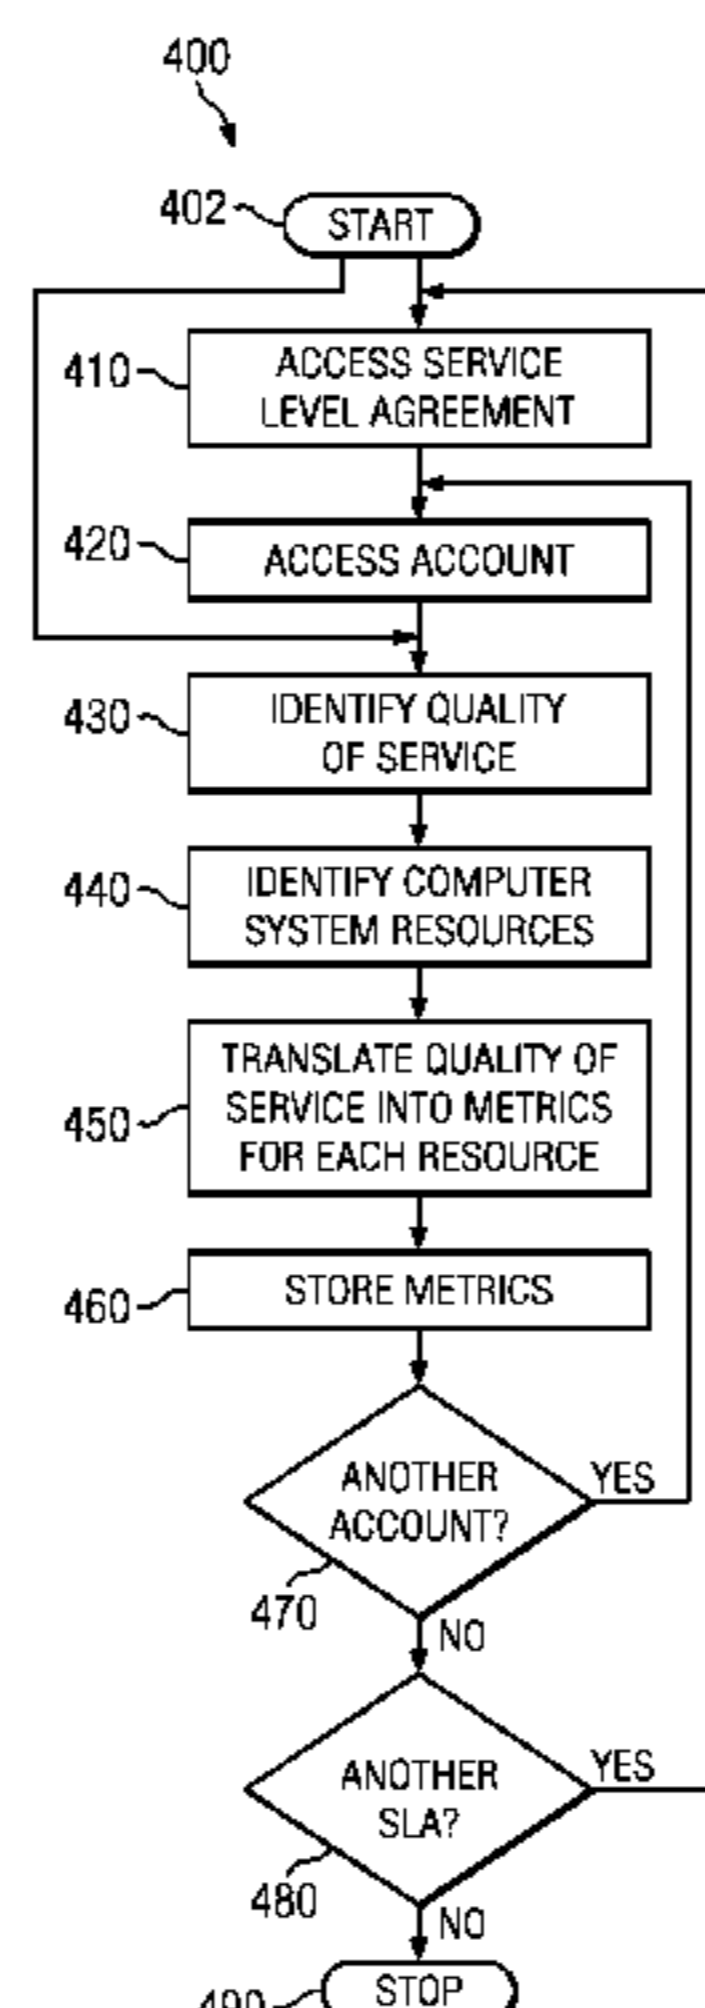 400
402
START
410
ACCESS SERVICE
LEVEL AGREEMENT
420
ACCESS ACCOUNT
430
IDENTIFY QUALITY
OF SERVICE
440
IDENTIFY COMPUTER
SYSTEM RESOURCES
450
TRANSLATE QUALITY OF
SERVICE INTO METRICS
FOR EACH RESOURCE
460
STORE METRICS
ANOTHER
ACCOUNT?
YES
470
NO
ANOTHER
SLA?
YES
480
NO
490
STOP